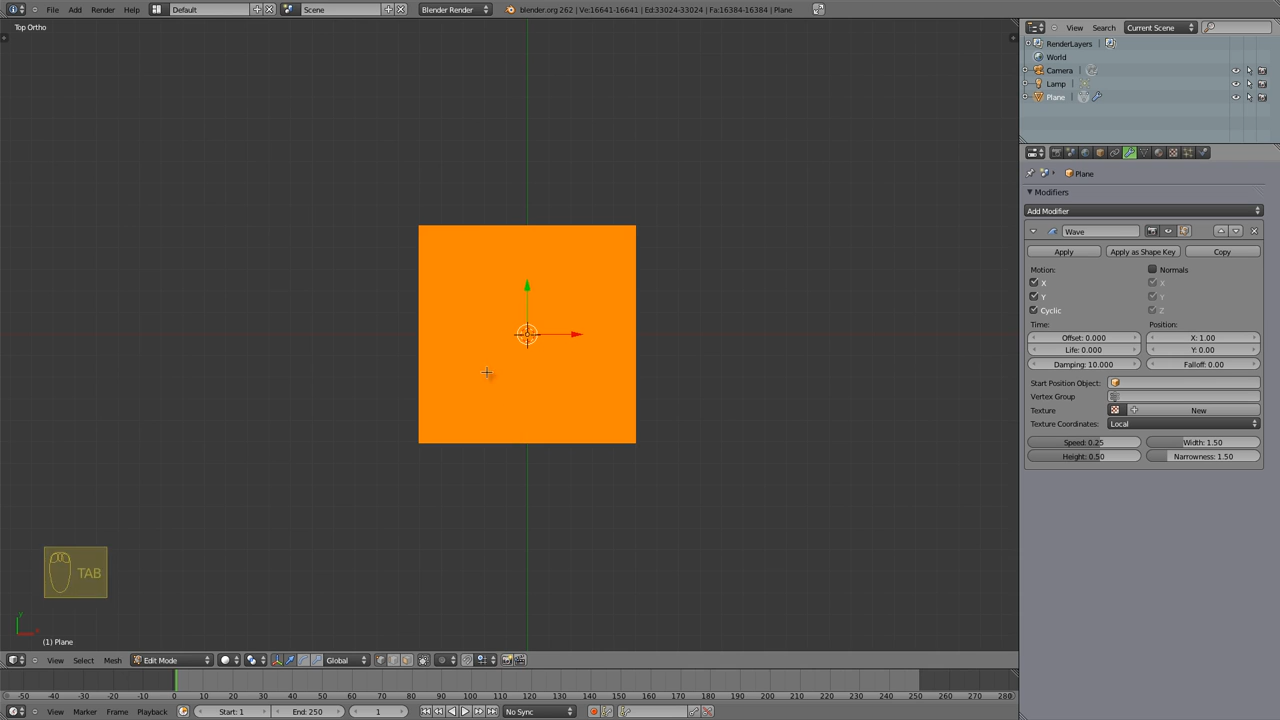 File Add Render Help Default Scene Blender Render blender.org 262 | Ve:16641-16641 | Ed:33024-33024 | Fa:16384-16384 | Plane
Top Ortho
View Search Current Scene
RenderLayers
World
Camera
Lamp
Plane
Plane
Modifiers
Add Modifier
Wave
Apply Apply as Shape Key Copy
Motion: Normals
X X
Y Y
Cyclic Z
Time: Position:
Offset: 0.000 X: 1.00
Life: 0.000 Y: 0.00
Damping: 10.000 Falloff: 0.00
Start Position Object:
Vertex Group
Texture New
Texture Coordinates: Local
Speed: 0.25 Width: 1.50
Height: 0.50 Narrowness: 1.50
TAB
y
x
(1) Plane
View Select Mesh Edit Mode Global
-50 -40 -30 -20 -10 0 10 20 30 40 50 60 70 80 90 100 110 120 130 140 150 160 170 180 190 200 210 220 230 240 250 260 270 280
View Marker Frame Playback Start: 1 End: 250 1 No Sync